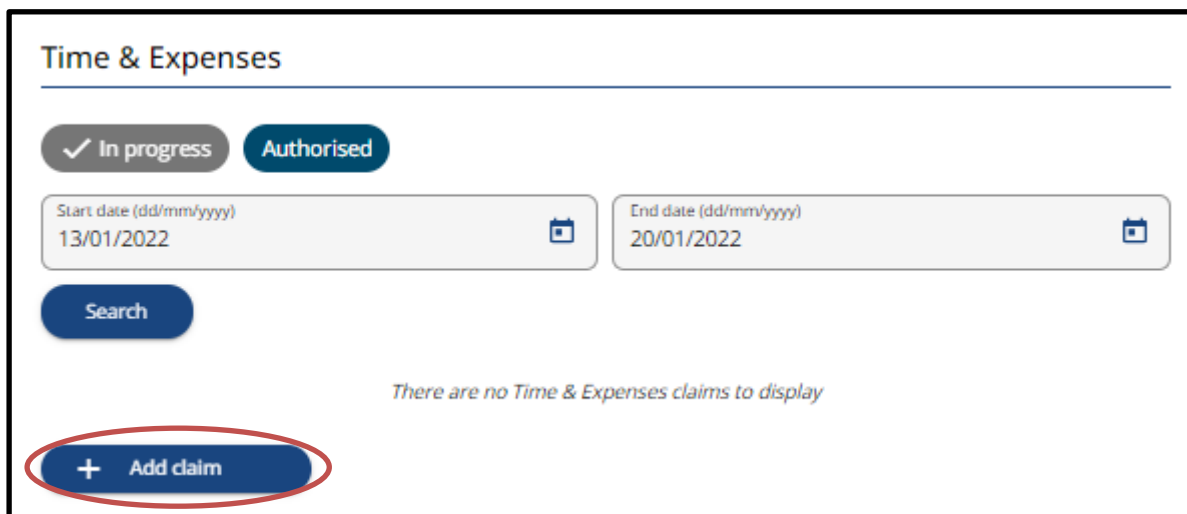 Time & Expenses
In progress Authorised
Start date (dd/mm/yyyy) End date (dd/mm/yyyy)
13/01/2022 20/01/2022
Search
There are no Time & Expenses claims to display
+ Add claim